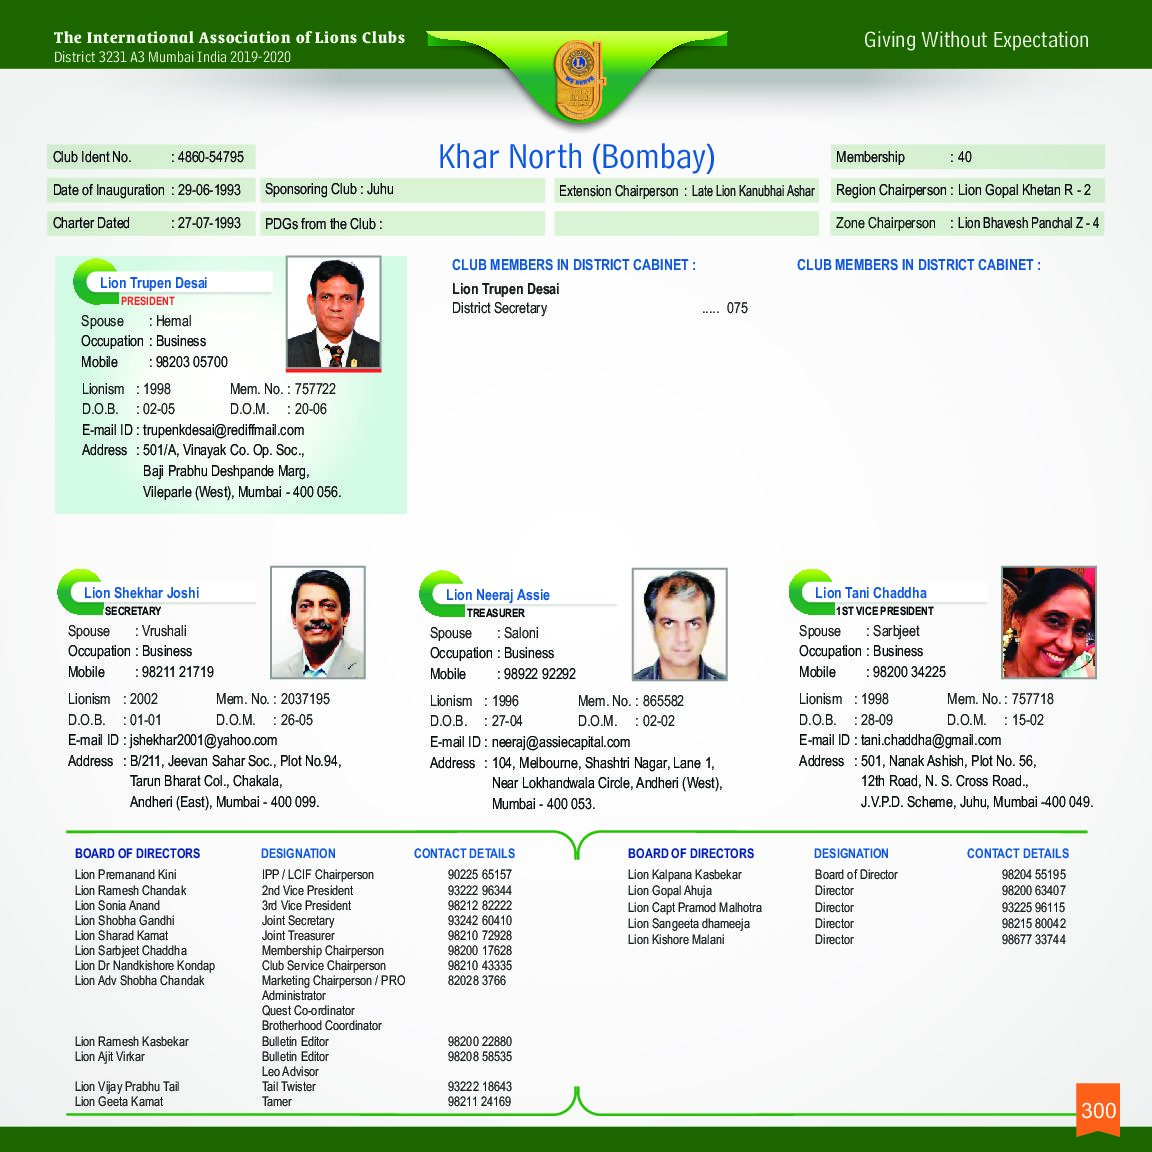 The International Association of Lions Clubs
District 3231 A3 Mumbai India 2019-2020
Giving Without Expectation
WE SERVE
Khar North (Bombay)
Club Ident No. : 4860-54795
Membership : 40
Date of Inauguration : 29-06-1993
Sponsoring Club : Juhu
Extension Chairperson : Late Lion Kanubhai Ashar
Region Chairperson : Lion Gopal Khetan R - 2
Charter Dated : 27-07-1993
PDGs from the Club :
Zone Chairperson : Lion Bhavesh Panchal Z - 4
Lion Trupen Desai
PRESIDENT
Spouse : Hemal
Occupation : Business
Mobile : 98203 05700
Lionism : 1998 Mem. No. : 757722
D.O.B. : 02-05 D.O.M. : 20-06
E-mail ID : trupenkdesai@rediffmail.com
Address : 501/A, Vinayak Co. Op. Soc.,
Baji Prabhu Deshpande Marg,
Vileparle (West), Mumbai - 400 056.
CLUB MEMBERS IN DISTRICT CABINET :
Lion Trupen Desai
District Secretary ..... 075
CLUB MEMBERS IN DISTRICT CABINET :
Lion Shekhar Joshi
SECRETARY
Spouse : Vrushali
Occupation : Business
Mobile : 98211 21719
Lionism : 2002 Mem. No. : 2037195
D.O.B. : 01-01 D.O.M. : 26-05
E-mail ID : jshekhar2001@yahoo.com
Address : B/211, Jeevan Sahar Soc., Plot No.94,
Tarun Bharat Col., Chakala,
Andheri (East), Mumbai - 400 099.
Lion Neeraj Assie
TREASURER
Spouse : Saloni
Occupation : Business
Mobile : 98922 92292
Lionism : 1996 Mem. No. : 865582
D.O.B. : 27-04 D.O.M. : 02-02
E-mail ID : neeraj@assiecapital.com
Address : 104, Melbourne, Shashtri Nagar, Lane 1,
Near Lokhandwala Circle, Andheri (West),
Mumbai - 400 053.
Lion Tani Chaddha
1ST VICE PRESIDENT
Spouse : Sarbjeet
Occupation : Business
Mobile : 98200 34225
Lionism : 1998 Mem. No. : 757718
D.O.B. : 28-09 D.O.M. : 15-02
E-mail ID : tani.chaddha@gmail.com
Address : 501, Nanak Ashish, Plot No. 56,
12th Road, N. S. Cross Road.,
J.V.P.D. Scheme, Juhu, Mumbai -400 049.
BOARD OF DIRECTORS DESIGNATION CONTACT DETAILS
Lion Premanand Kini IPP / LCIF Chairperson 90225 65157
Lion Ramesh Chandak 2nd Vice President 93222 96344
Lion Sonia Anand 3rd Vice President 98212 82222
Lion Shobha Gandhi Joint Secretary 93242 60410
Lion Sharad Kamat Joint Treasurer 98210 72928
Lion Sarbjeet Chaddha Membership Chairperson 98200 17628
Lion Dr Nandkishore Kondap Club Service Chairperson 98210 43335
Lion Adv Shobha Chandak Marketing Chairperson / PRO 82028 3766
Administrator
Quest Co-ordinator
Brotherhood Coordinator
Lion Ramesh Kasbekar Bulletin Editor 98200 22880
Lion Ajit Virkar Bulletin Editor 98208 58535
Leo Advisor
Lion Vijay Prabhu Tail Tail Twister 93222 18643
Lion Geeta Kamat Tamer 98211 24169
BOARD OF DIRECTORS DESIGNATION CONTACT DETAILS
Lion Kalpana Kasbekar Board of Director 98204 55195
Lion Gopal Ahuja Director 98200 63407
Lion Capt Pramod Malhotra Director 93225 96115
Lion Sangeeta dhameeja Director 98215 80042
Lion Kishore Malani Director 98677 33744
300